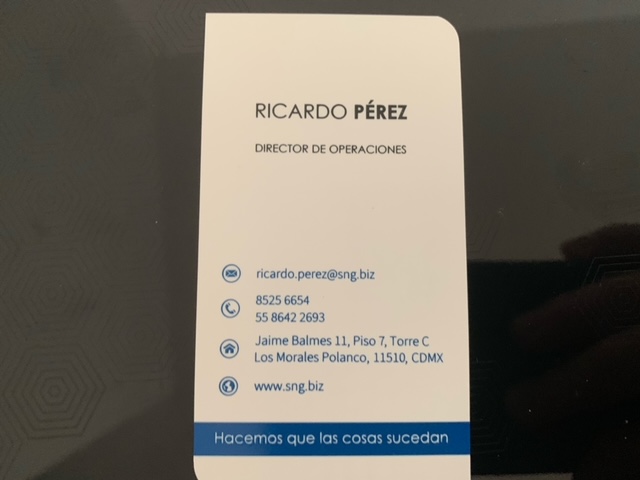 RICARDO PÉREZ
DIRECTOR DE OPERACIONES
ricardo.perez@sng.biz
8525 6654
55 8642 2693
Jaime Balmes 11, Piso 7, Torre C
Los Morales Polanco, 11510, CDMX
www.sng.biz
Hacemos que las cosas sucedan